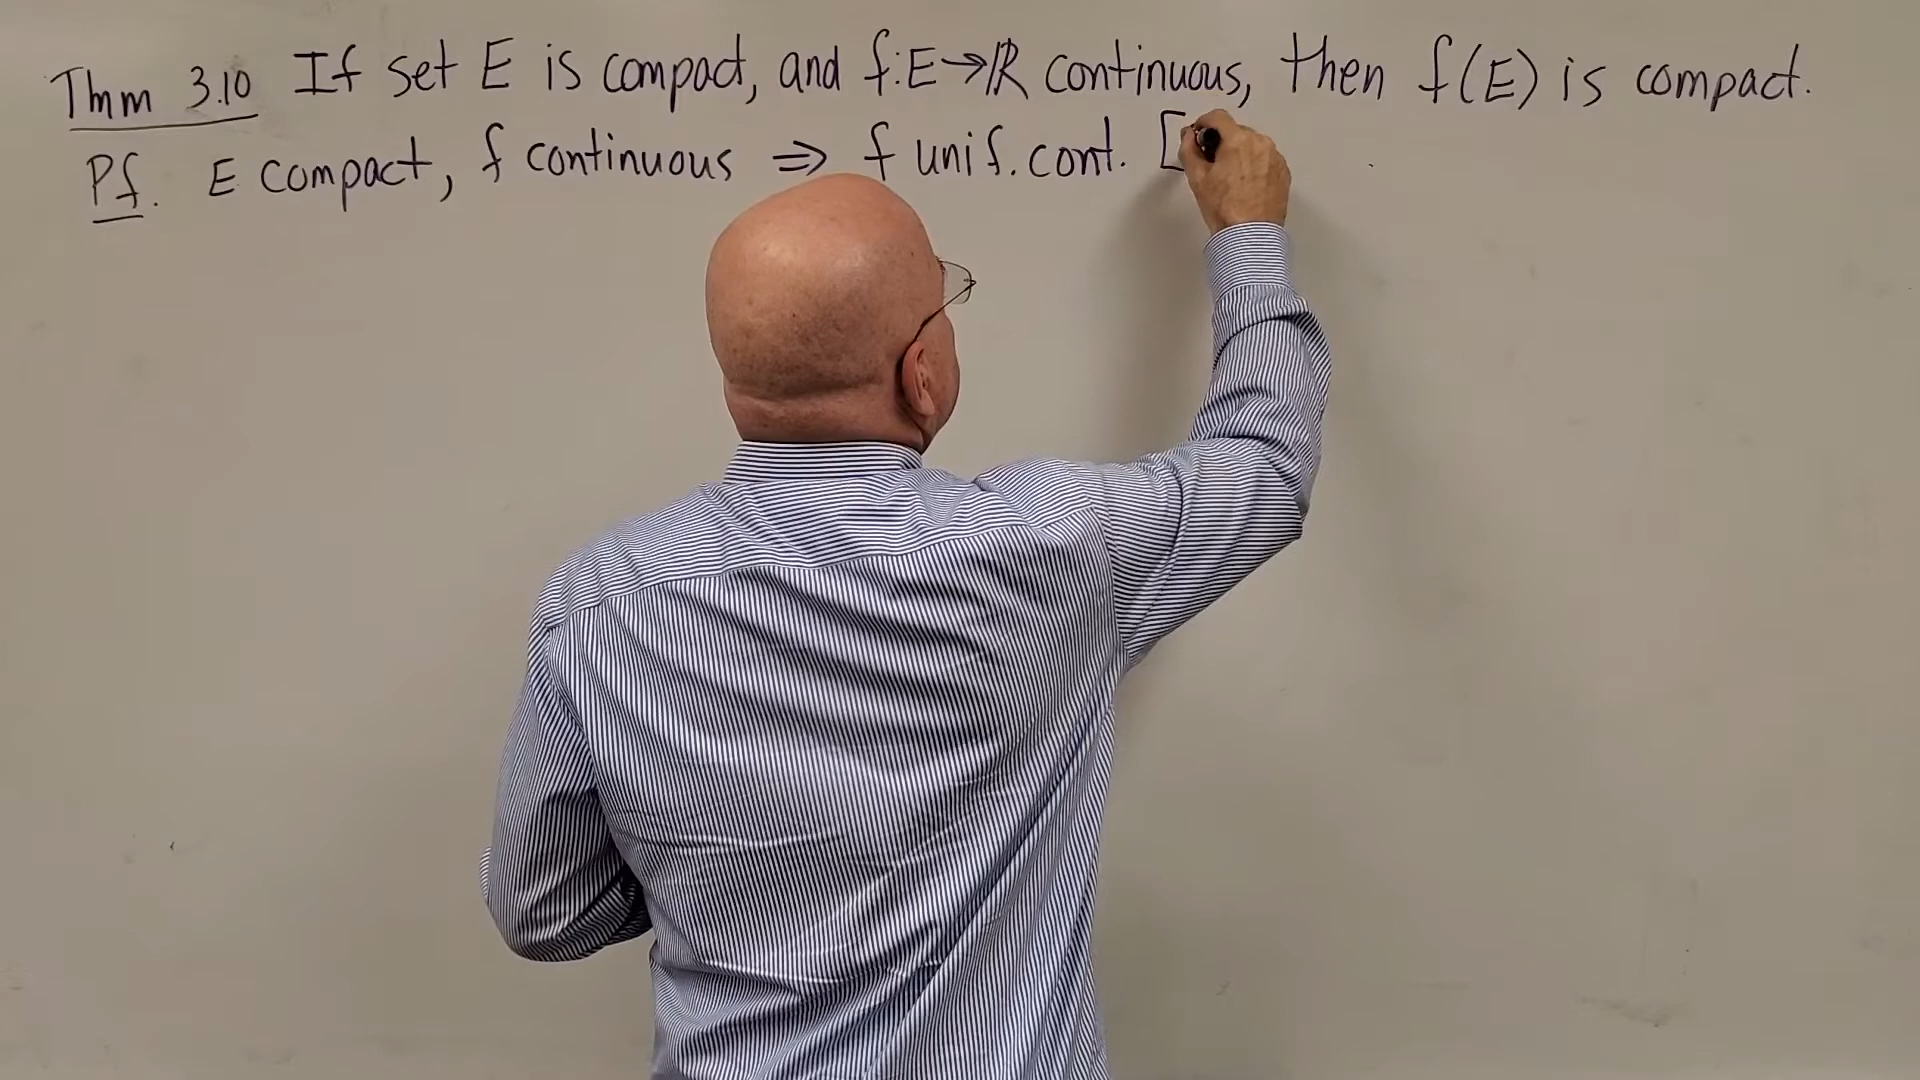 Thm 3.10 If set E is compact, and f:E→ℝ continuous, then f(E) is compact.
Pf. E compact, f continuous ⇒ f unif. cont. [